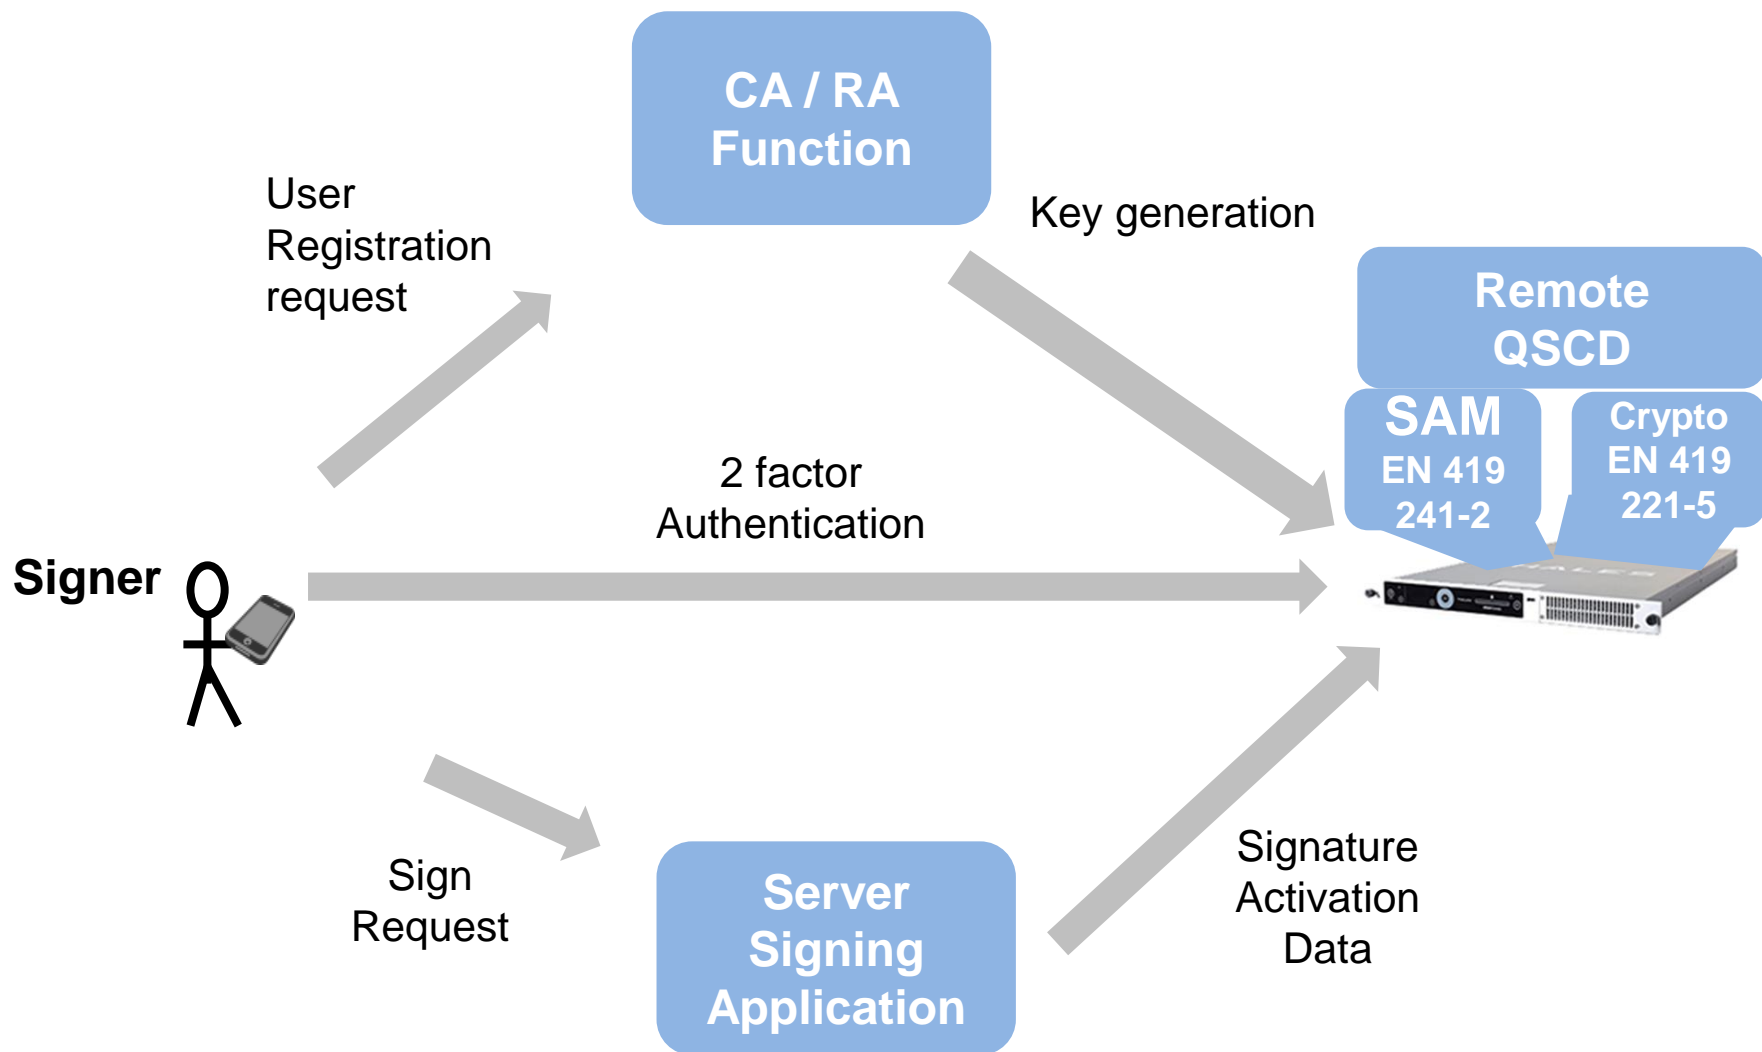 CA / RA
Function
User
Registration
request
Key generation
Remote
QSCD
SAM
EN 419
241-2
Crypto
EN 419
221-5
2 factor
Authentication
Signer
Sign
Request
Server
Signing
Application
Signature
Activation
Data